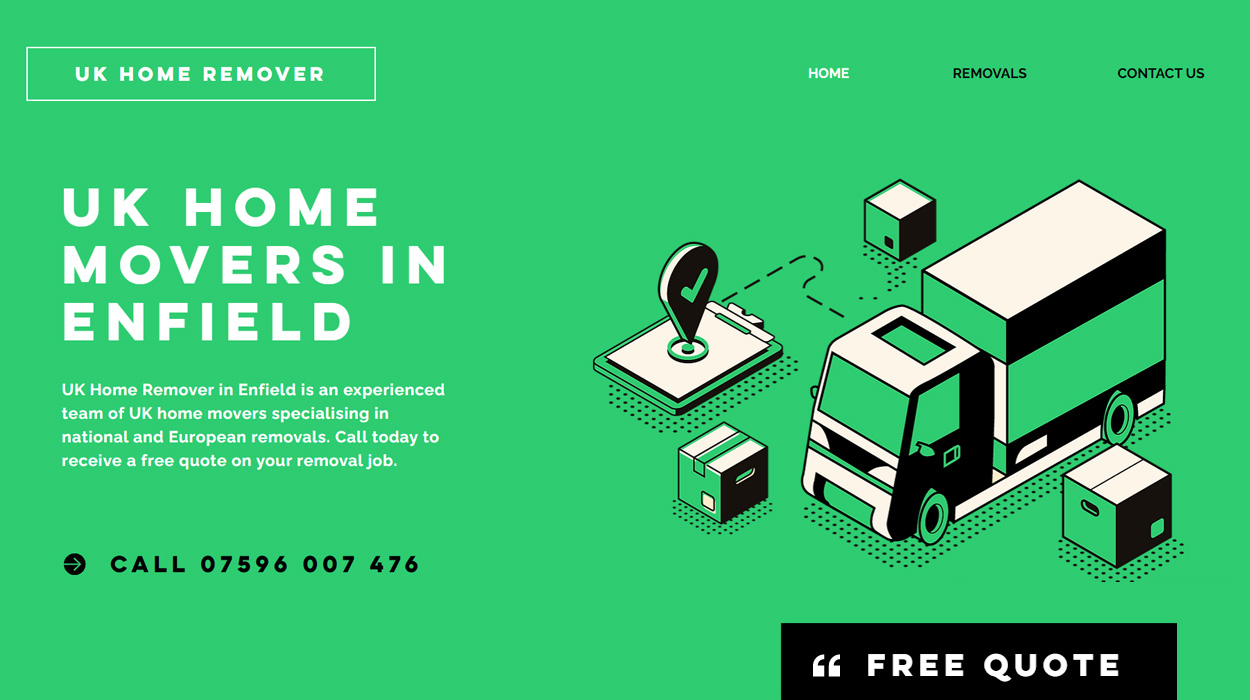 UK HOME REMOVER
HOME
REMOVALS
CONTACT US
UK HOME
MOVERS IN
ENFIELD
UK Home Remover in Enfield is an experienced
team of UK home movers specialising in
national and European removals. Call today to
receive a free quote on your removal job.
CALL 07596 007 476
“ FREE QUOTE